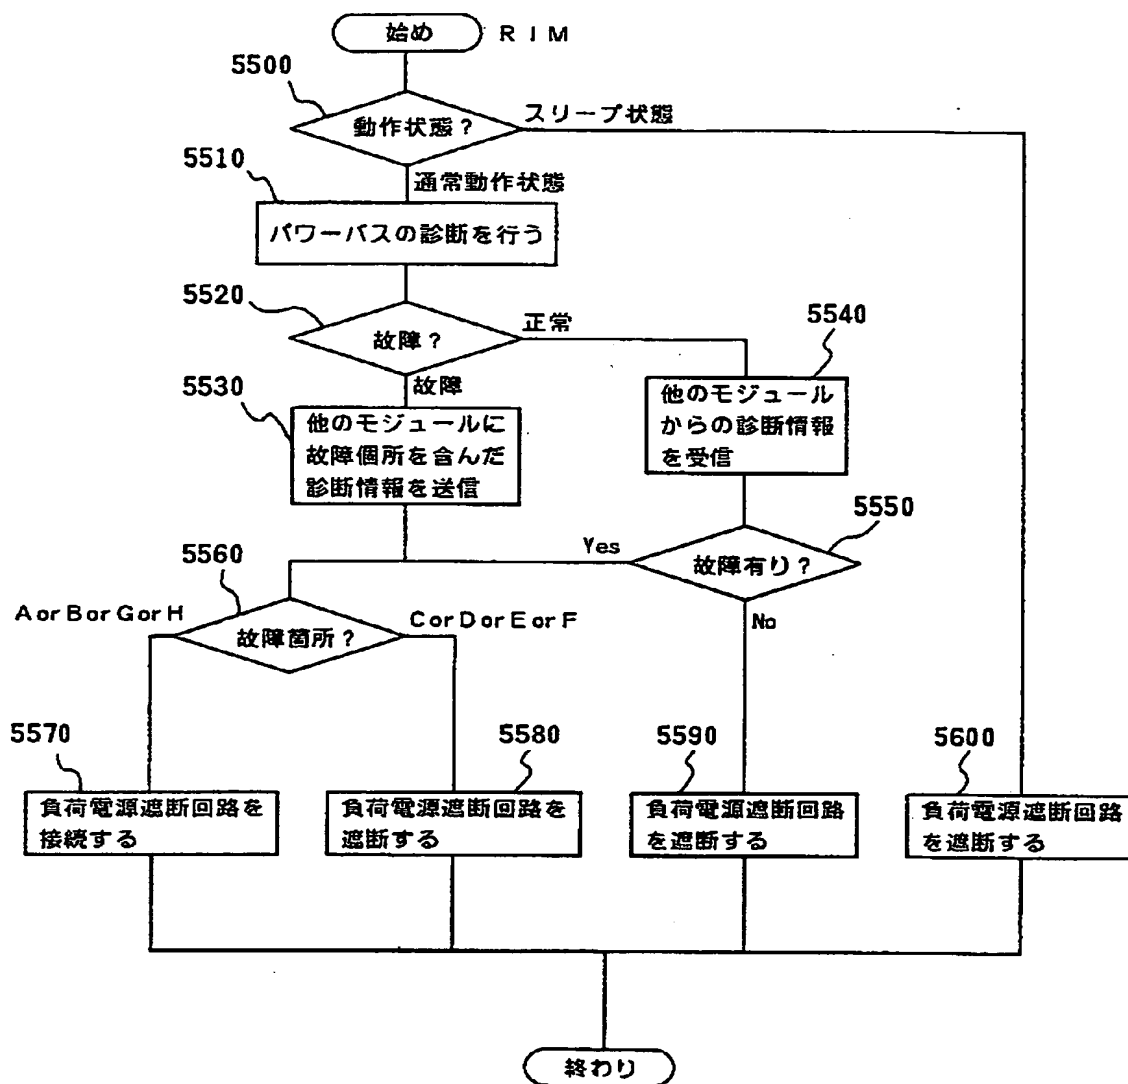 始め
R I M
5500
動作状態?
スリープ状態
5510
通常動作状態
パワーバスの診断を行う
5520
故障?
正常
5530
故障
他のモジュールに
故障個所を含んだ
診断情報を送信
5540
他のモジュール
からの診断情報
を受信
5550
故障有り?
Yes
No
5560
故障箇所?
AorBorGorH
CorDorEorF
5570
負荷電源遮断回路を
接続する
5580
負荷電源遮断回路を
遮断する
5590
負荷電源遮断回路
を遮断する
5600
負荷電源遮断回路
を遮断する
終わり